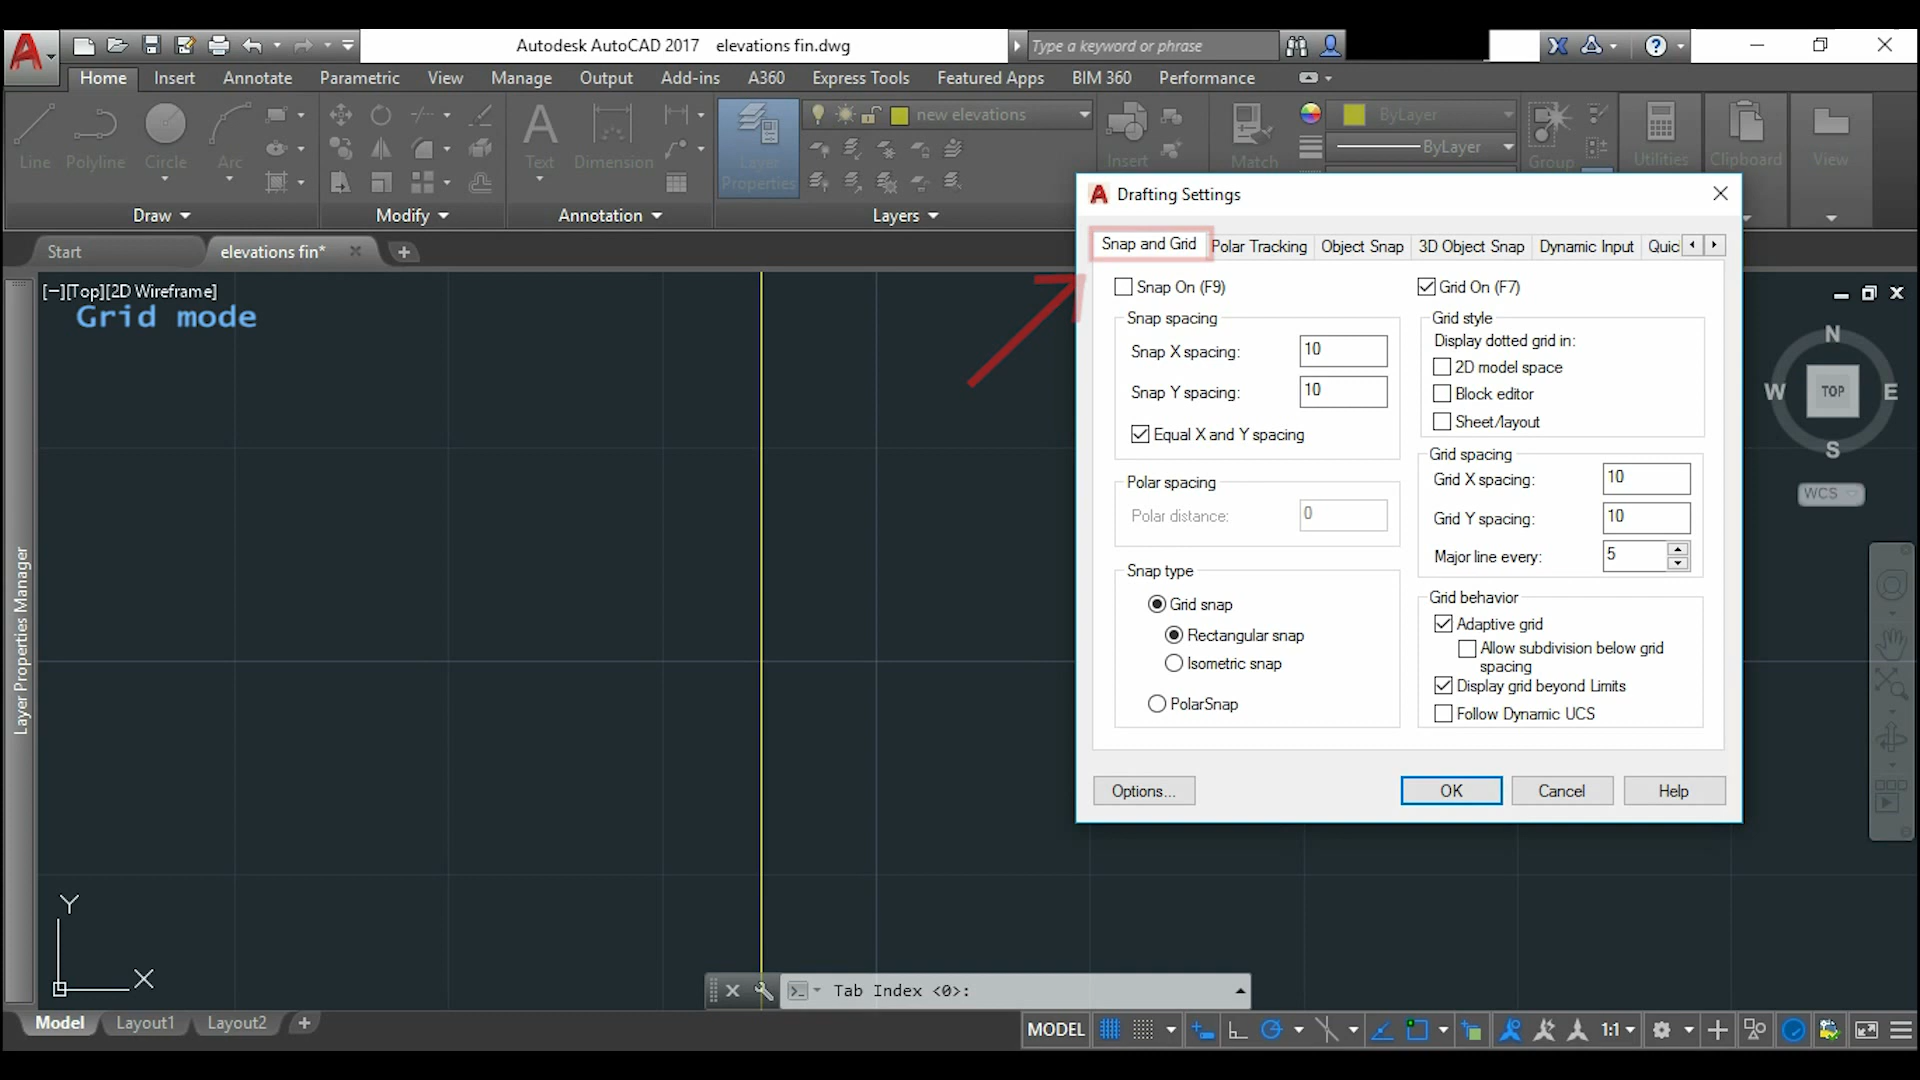 Autodesk AutoCAD 2017 elevations fin.dwg
Type a keyword or phrase
Home Insert Annotate Parametric View Manage Output Add-ins A360 Express Tools Featured Apps BIM 360 Performance
new elevations
ByLayer
ByLayer
Line Polyline Circle Arc
Text Dimension
Layer Properties
Insert
Match
Group
Utilities
Clipboard
View
Draw Modify Annotation Layers
Start elevations fin*
[−][Top][2D Wireframe]
Grid mode
Layer Properties Manager
Drafting Settings
Snap and Grid Polar Tracking Object Snap 3D Object Snap Dynamic Input Quic
Snap On (F9)
Snap spacing
Snap X spacing: 10
Snap Y spacing: 10
Equal X and Y spacing
Polar spacing
Polar distance: 0
Snap type
Grid snap
Rectangular snap
Isometric snap
PolarSnap
Grid On (F7)
Grid style
Display dotted grid in:
2D model space
Block editor
Sheet/layout
Grid spacing
Grid X spacing: 10
Grid Y spacing: 10
Major line every: 5
Grid behavior
Adaptive grid
Allow subdivision below grid
spacing
Display grid beyond Limits
Follow Dynamic UCS
Options... OK Cancel Help
N
W TOP E
S
WCS
Y
X
Tab Index <0>:
Model Layout1 Layout2
MODEL 1:1